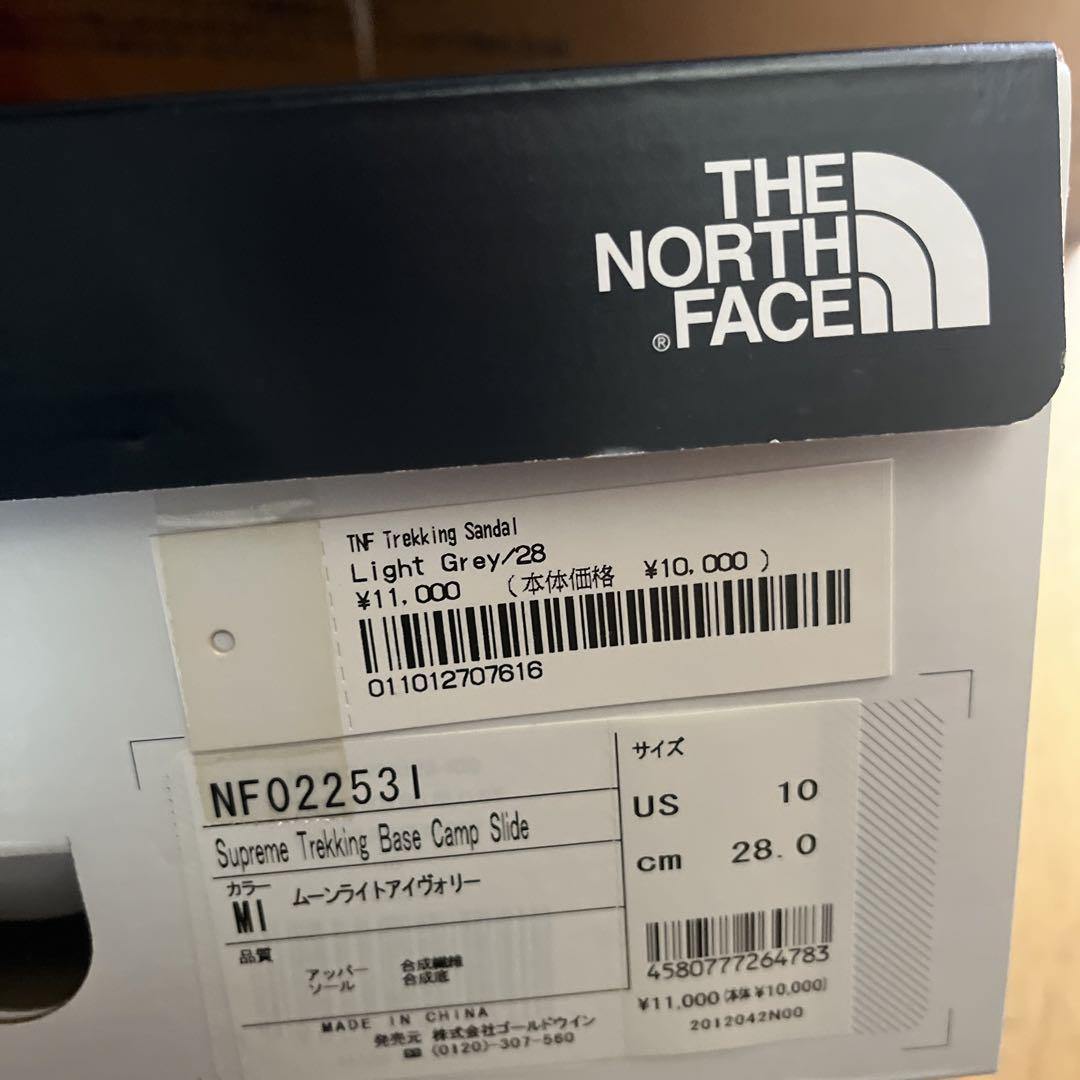 THE
NORTH
FACE
®
TNF Trekking Sandal
Light Grey/28
¥11,000 (本体価格 ¥10,000 )
011012707616
NF02253I
Supreme Trekking Base Camp Slide
カラー
MI ムーンライトアイヴォリー
品質
アッパー 合成繊維
ソール 合成底
MADE IN CHINA
発売元 株式会社ゴールドウイン
(0120)-307-560
サイズ
US 10
cm 28.0
4580777264783
¥11,000 (本体 ¥10,000)
2012042N00